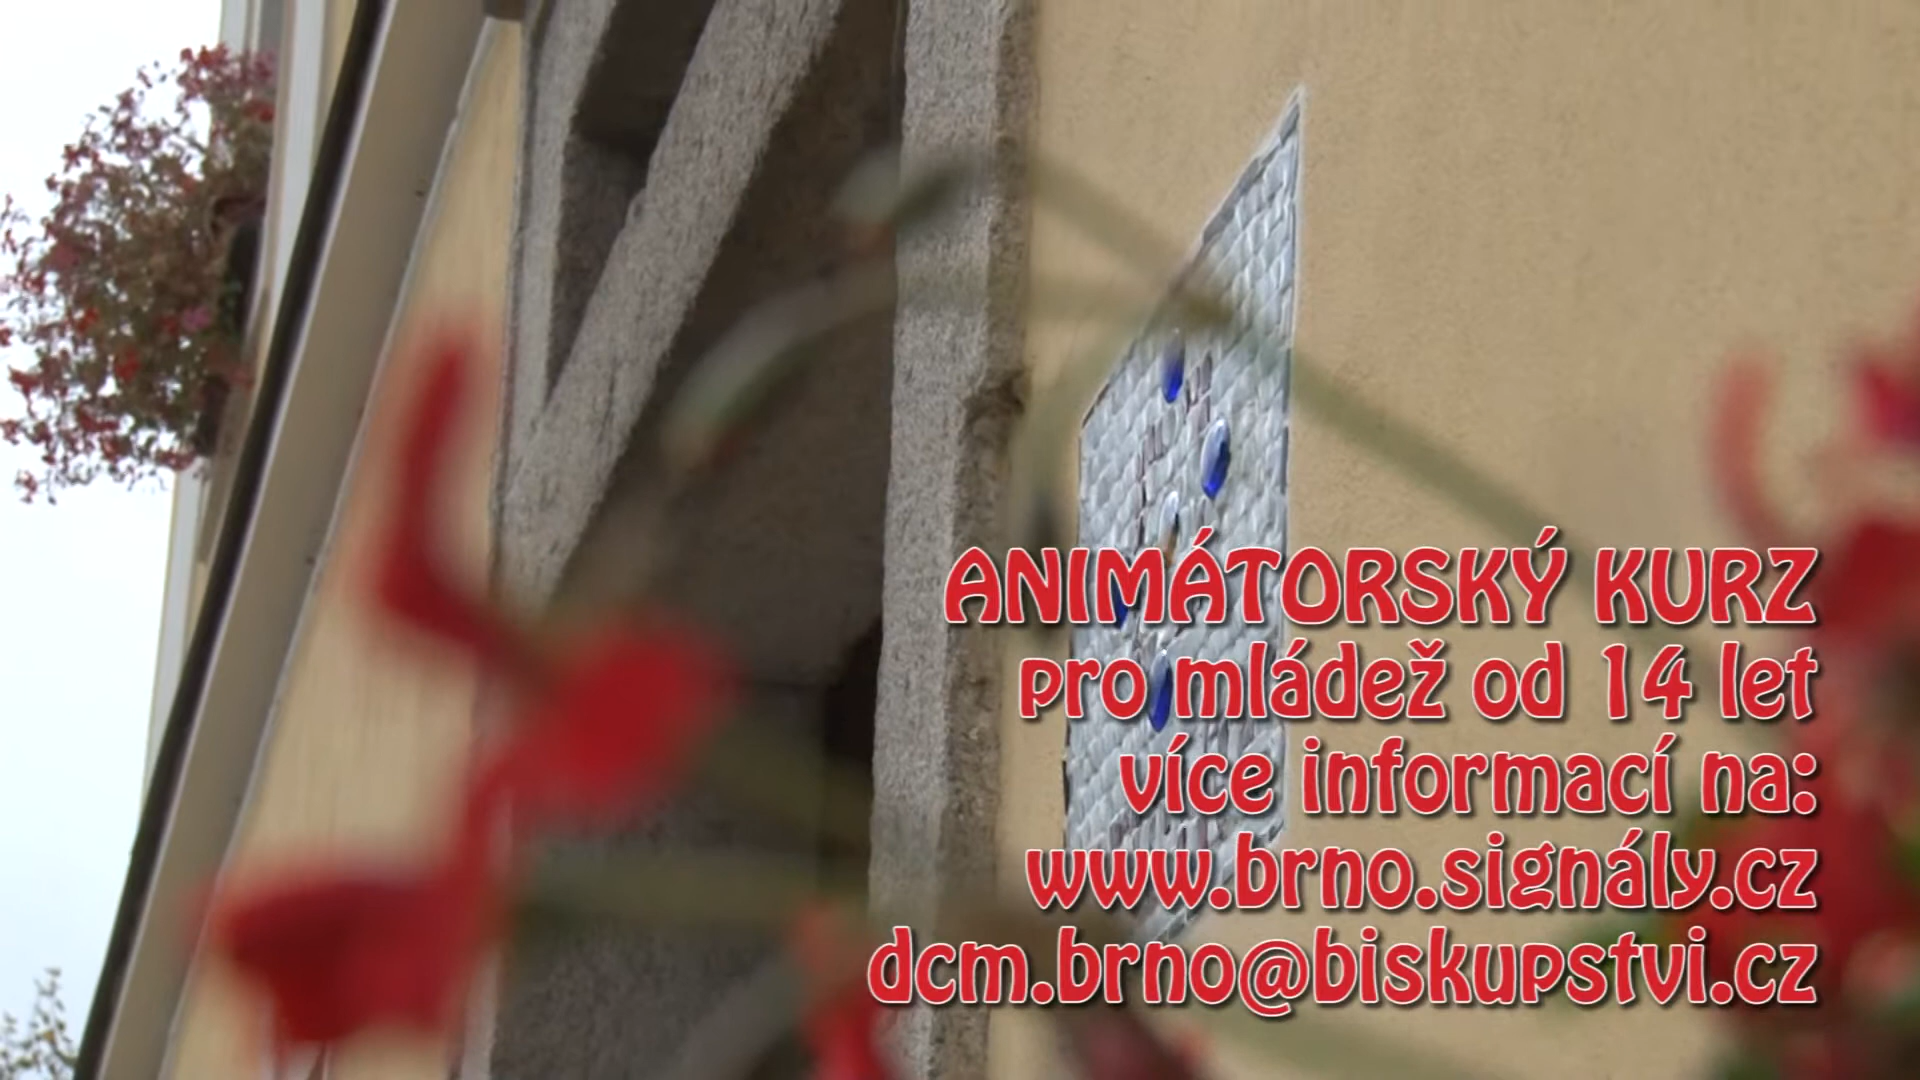 ANIMÁTORSKÝ KURZ
pro mládež od 14 let
více informací na:
www.brno.signály.cz
dcm.brno@biskupstvi.cz